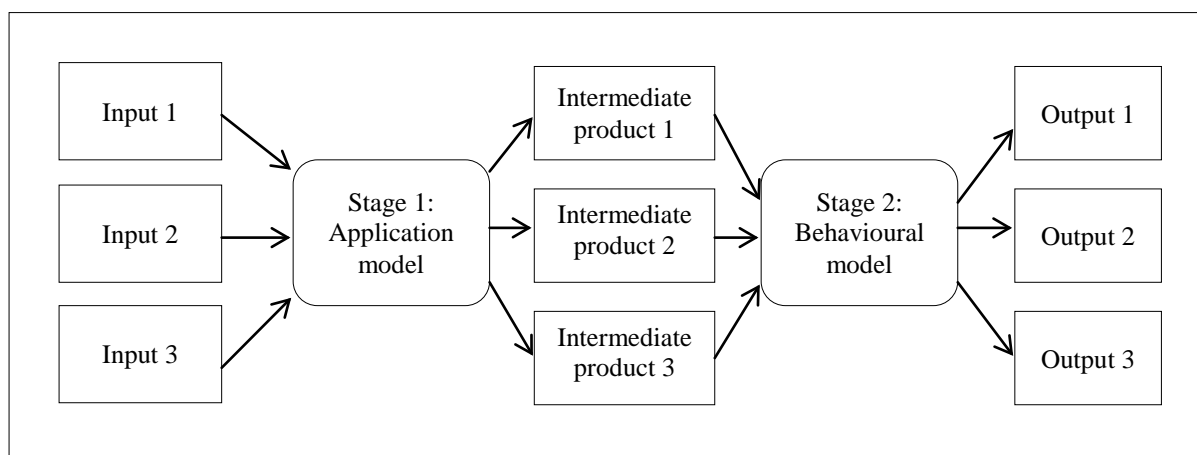 Input 1
Input 2
Input 3
Stage 1:
Application
model
Intermediate
product 1
Intermediate
product 2
Intermediate
product 3
Stage 2:
Behavioural
model
Output 1
Output 2
Output 3